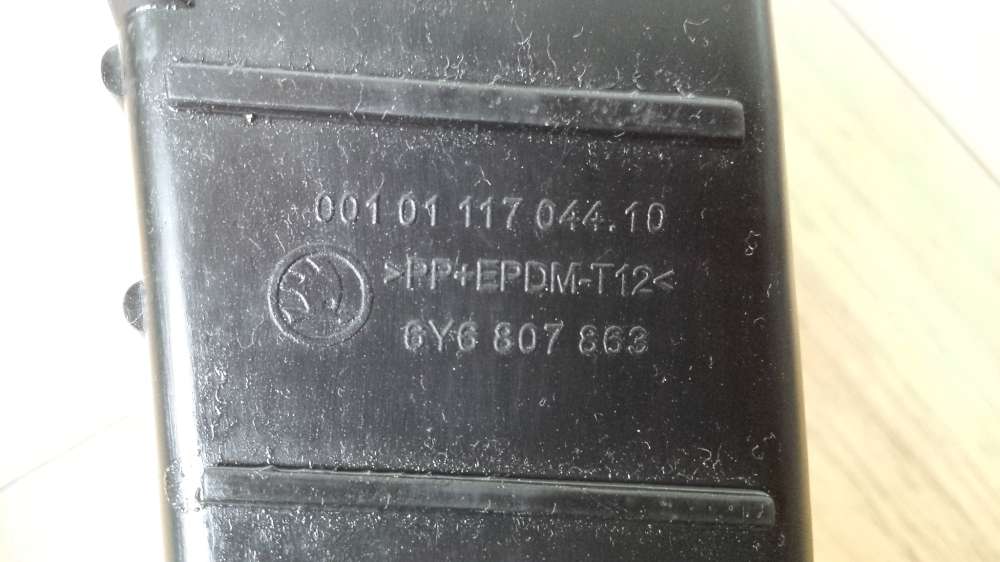 001 01 117 044.10
>PP+EPDM-T12<
6Y6 807 863